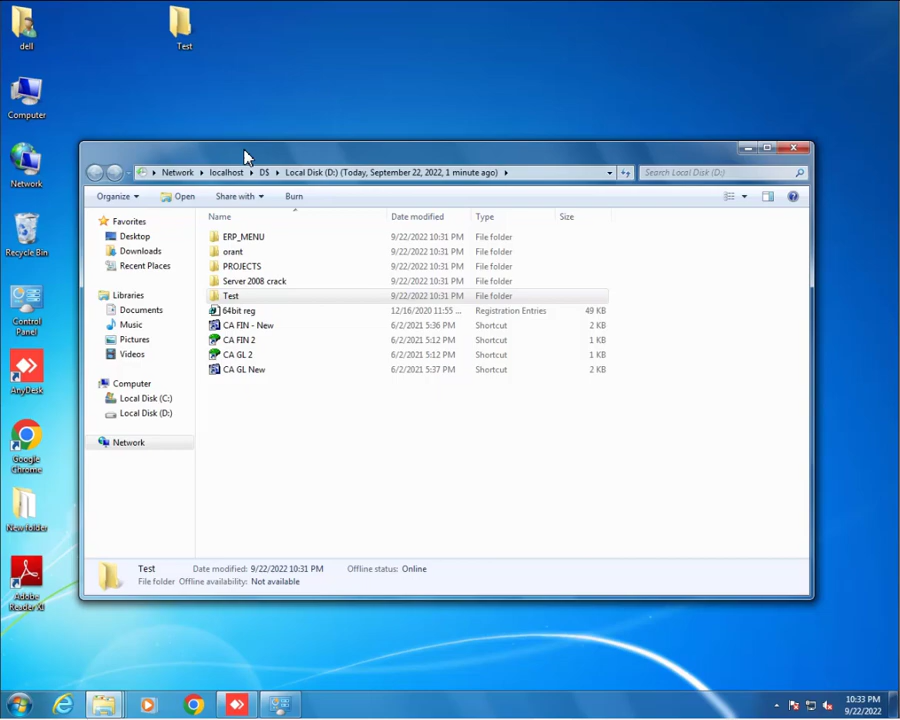 dell
Test
Computer
Network
Recycle Bin
Control
Panel
AnyDesk
Google
Chrome
New folder
Adobe
Reader XI
Network
localhost
D$
Local Disk (D:) (Today, September 22, 2022, 1 minute ago)
Search Local Disk (D:)
Organize
Open
Share with
Burn
Favorites
Desktop
Downloads
Recent Places
Libraries
Documents
Music
Pictures
Videos
Computer
Local Disk (C:)
Local Disk (D:)
Network
Name Date modified Type Size
ERP_MENU 9/22/2022 10:31 PM File folder
orant 9/22/2022 10:31 PM File folder
PROJECTS 9/22/2022 10:31 PM File folder
Server 2008 crack 9/22/2022 10:31 PM File folder
Test 9/22/2022 10:31 PM File folder
64bit reg 12/16/2020 11:55 ... Registration Entries 49 KB
CA FIN - New 6/2/2021 5:36 PM Shortcut 2 KB
CA FIN 2 6/2/2021 5:12 PM Shortcut 1 KB
CA GL 2 6/2/2021 5:12 PM Shortcut 1 KB
CA GL New 6/2/2021 5:37 PM Shortcut 2 KB
Test Date modified: 9/22/2022 10:31 PM Offline status: Online
File folder Offline availability: Not available
10:33 PM
9/22/2022